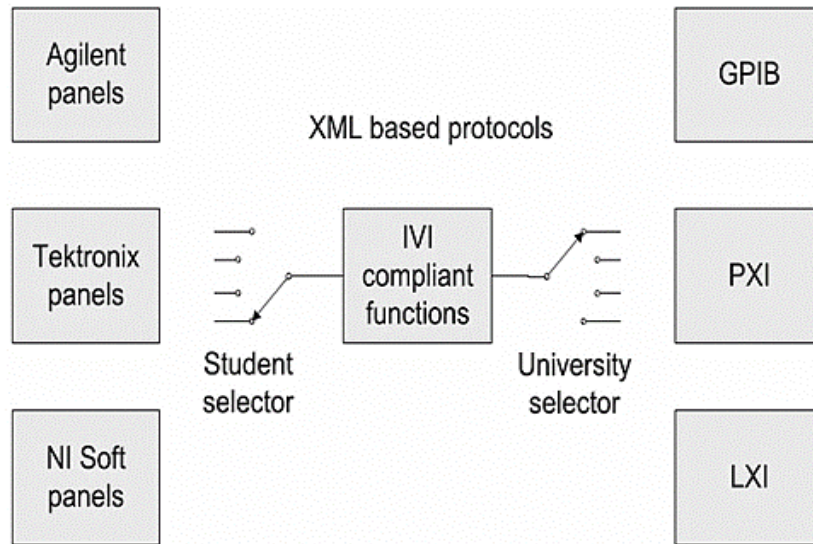 Agilent
panels
GPIB
XML based protocols
Tektronix
panels
IVI
compliant
functions
PXI
Student
selector
University
selector
NI Soft
panels
LXI